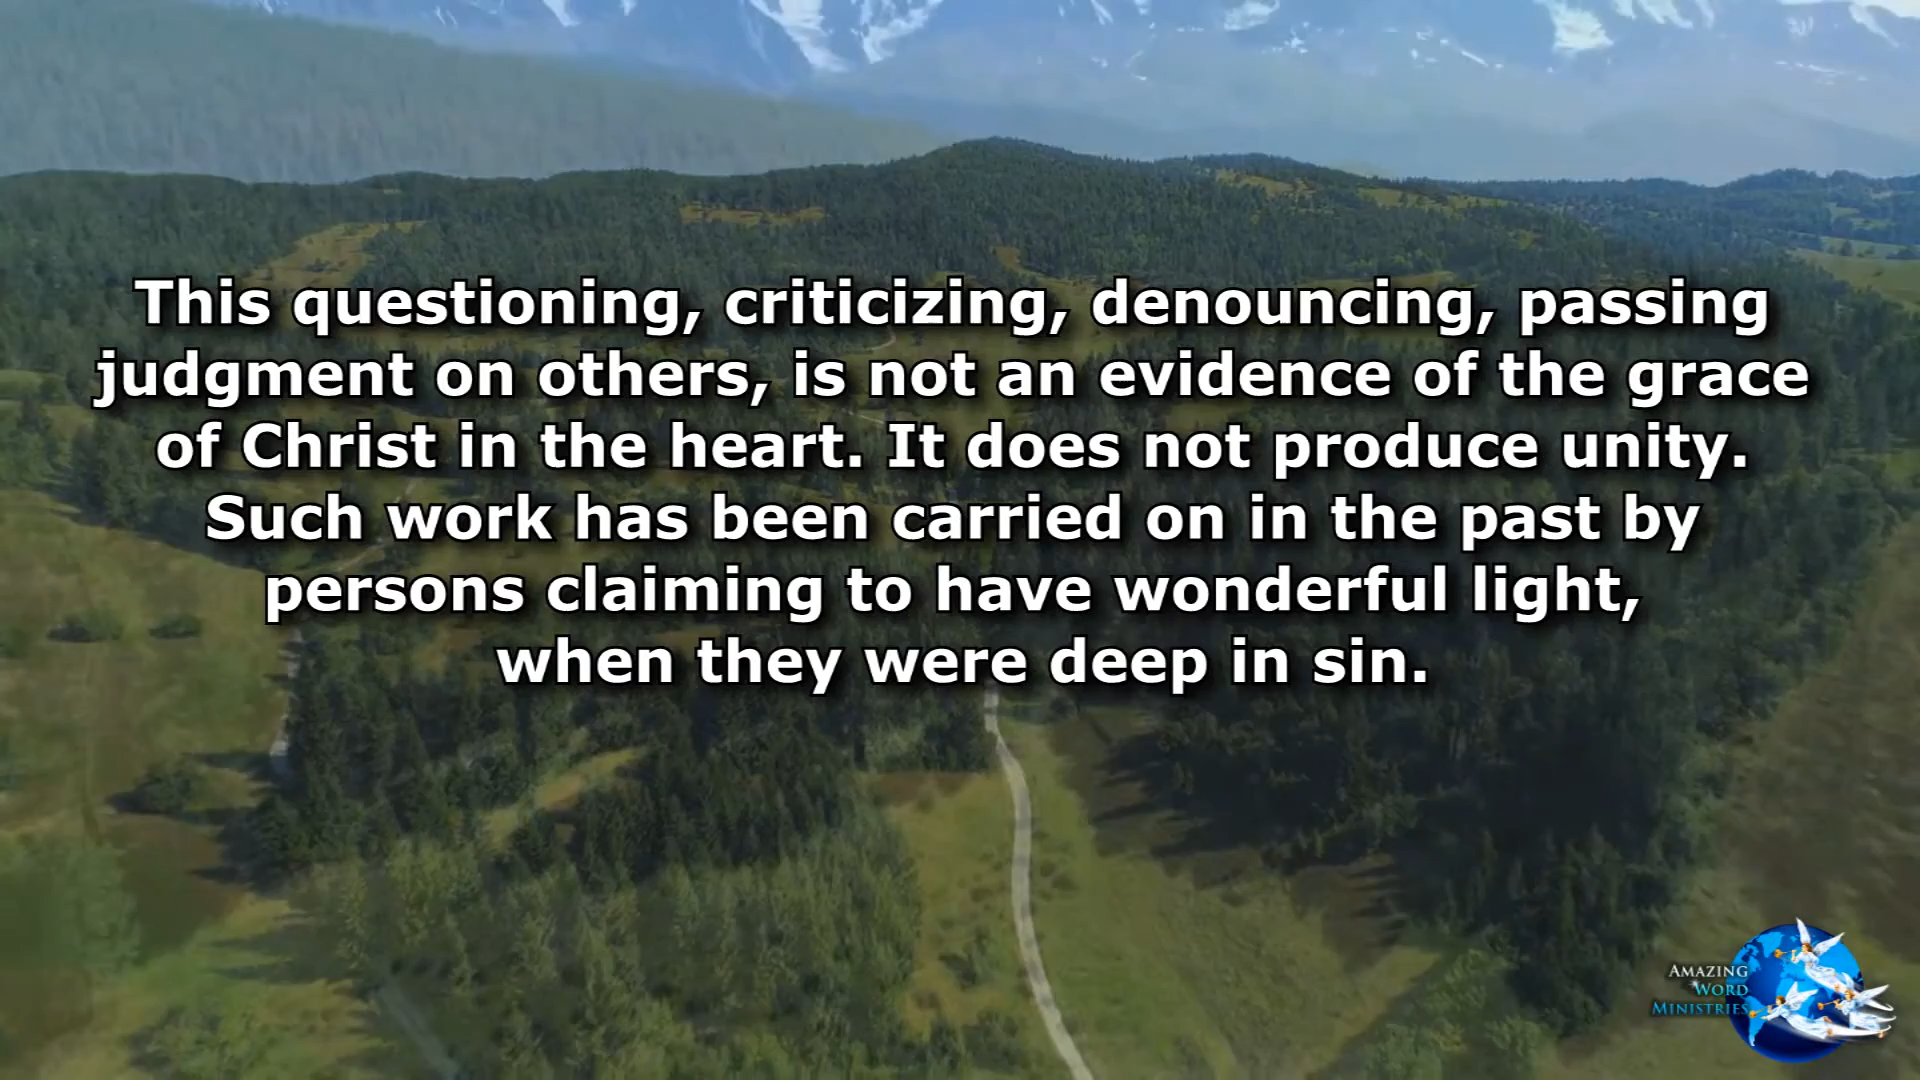 This questioning, criticizing, denouncing, passing
judgment on others, is not an evidence of the grace
of Christ in the heart. It does not produce unity.
Such work has been carried on in the past by
persons claiming to have wonderful light,
when they were deep in sin.
AMAZING
WORD
MINISTRIES